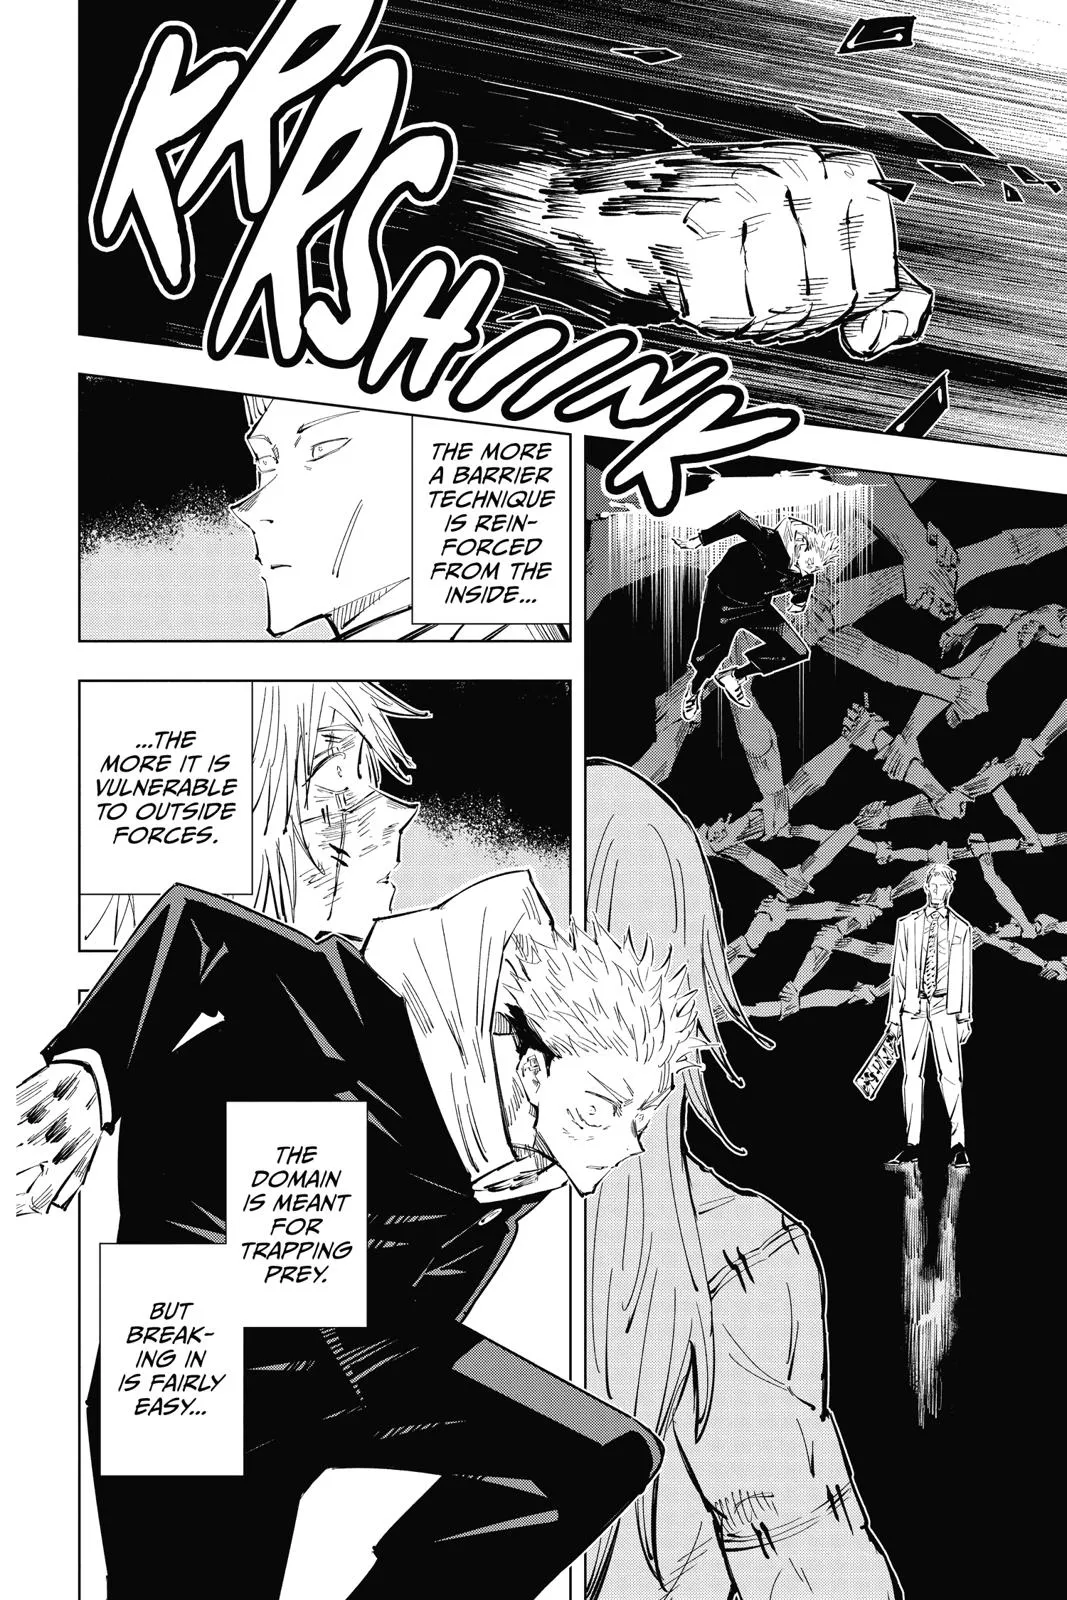 KRRSHIIINK
THE MORE
A BARRIER
TECHNIQUE
IS REIN-
FORCED
FROM THE
INSIDE...
...THE
MORE IT IS
VULNERABLE
TO OUTSIDE
FORCES.
THE
DOMAIN
IS MEANT
FOR
TRAPPING
PREY.
BUT
BREAK-
ING IN
IS FAIRLY
EASY...